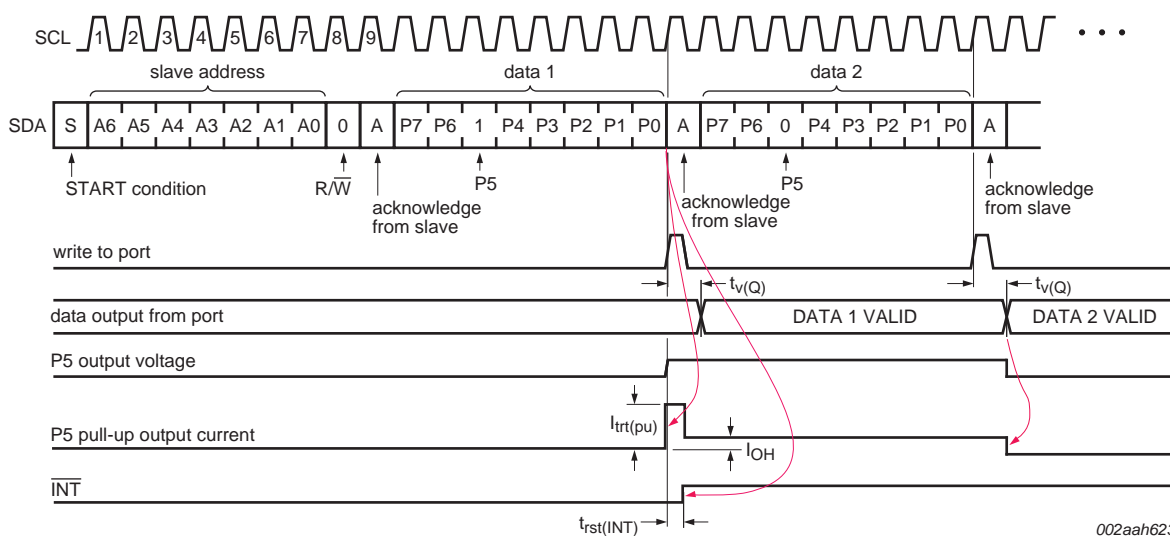 SCL 1 2 3 4 5 6 7 8 9 • • •
slave address data 1 data 2
SDA S A6 A5 A4 A3 A2 A1 A0 0 A P7 P6 1 P4 P3 P2 P1 P0 A P7 P6 0 P4 P3 P2 P1 P0 A
START condition R/W̅ P5 P5
acknowledge from slave
acknowledge from slave
acknowledge from slave
write to port
tv(Q) tv(Q)
data output from port DATA 1 VALID DATA 2 VALID
P5 output voltage
Itrt(pu)
P5 pull-up output current
IOH
I̅N̅T̅
trst(INT)
002aah623